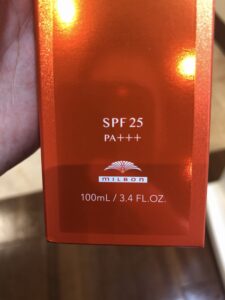 SPF 25
PA+++
MILBON
100mL / 3.4 FL.OZ.